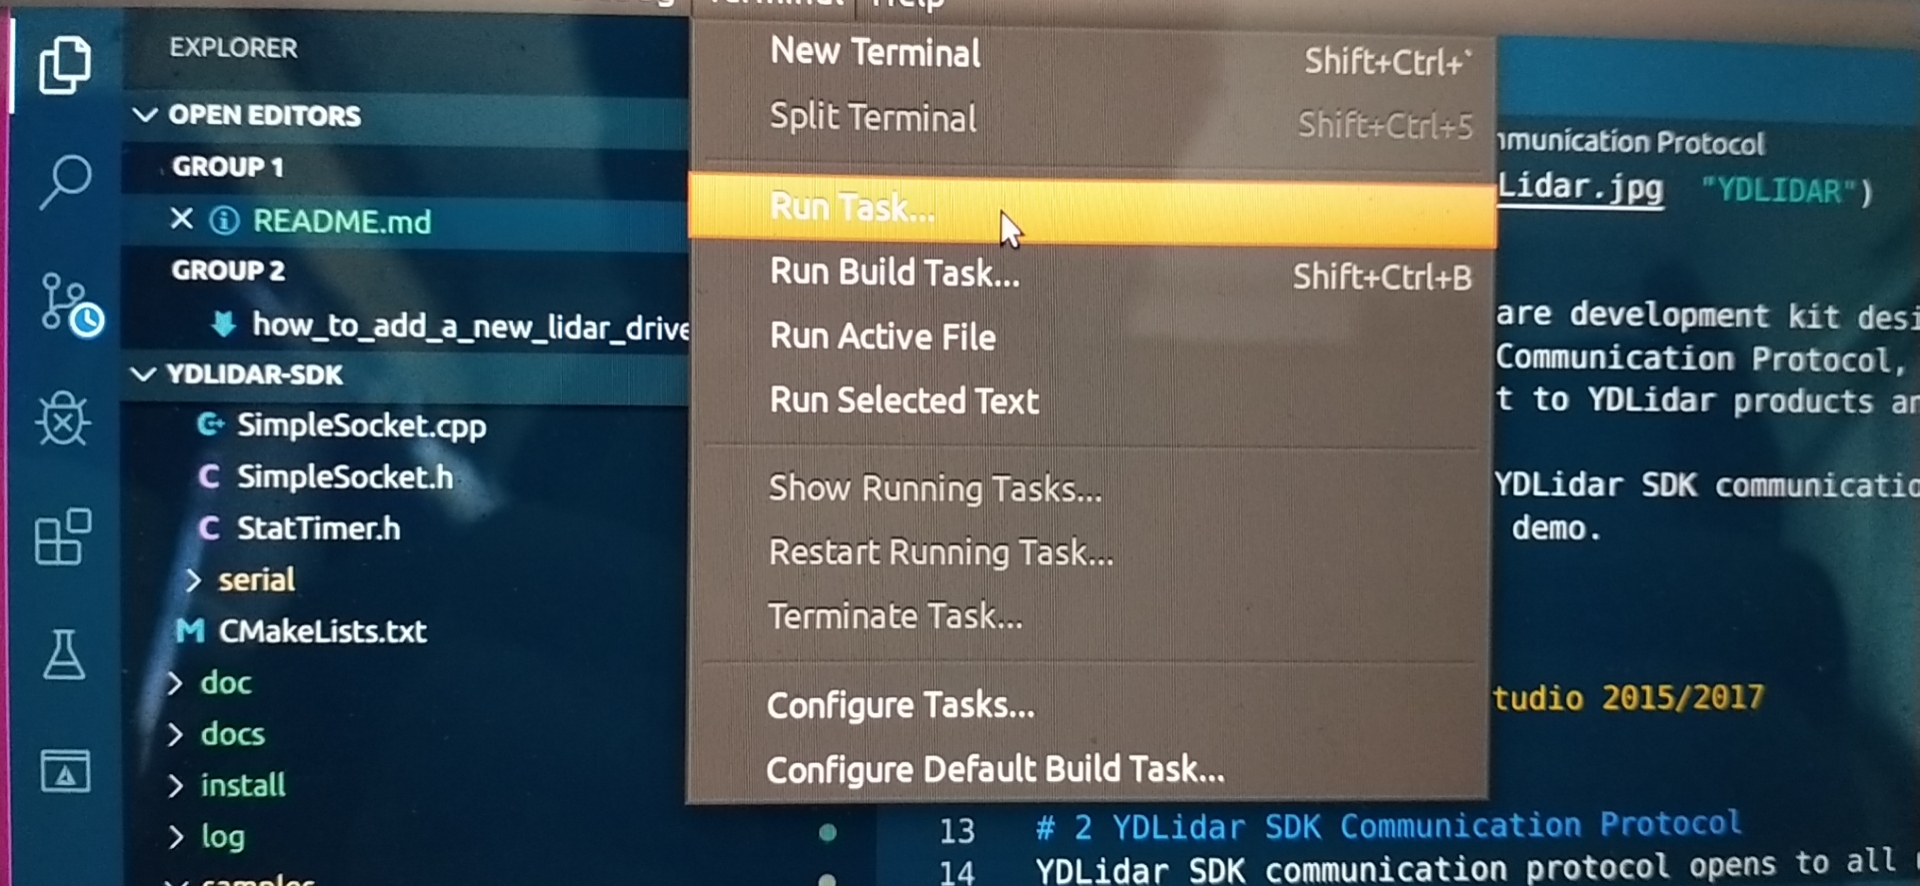 Help
EXPLORER
OPEN EDITORS
GROUP 1
README.md
GROUP 2
how_to_add_a_new_lidar_drive
YDLIDAR-SDK
SimpleSocket.cpp
SimpleSocket.h
StatTimer.h
serial
CMakeLists.txt
doc
docs
install
log
New Terminal Shift+Ctrl+`
Split Terminal Shift+Ctrl+5
Run Task...
Run Build Task... Shift+Ctrl+B
Run Active File
Run Selected Text
Show Running Tasks...
Restart Running Task...
Terminate Task...
Configure Tasks...
Configure Default Build Task...
Communication Protocol
Lidar.jpg "YDLIDAR")
are development kit desi
Communication Protocol,
t to YDLidar products an
YDLidar SDK communicatio
demo.
tudio 2015/2017
13 # 2 YDLidar SDK Communication Protocol
14 YDLidar SDK communication protocol opens to all